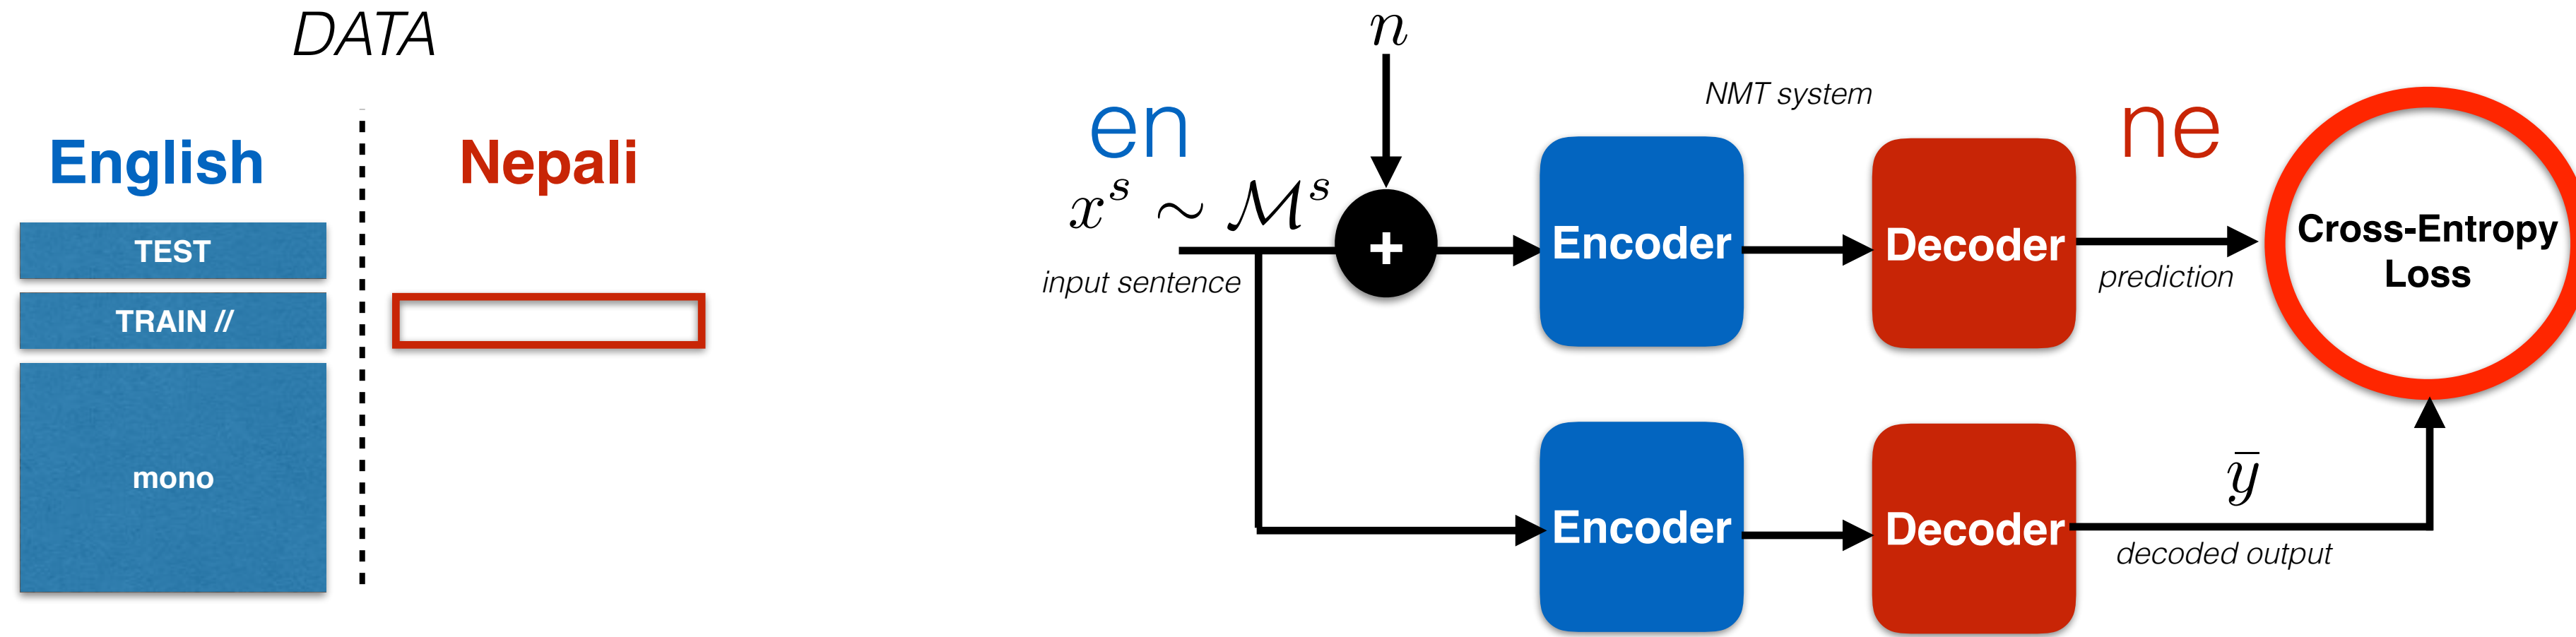 DATA
English
Nepali
TEST
TRAIN //
mono
n
en
NMT system
ne
x^s ∼ ℳ^s
+
Encoder
Decoder
Cross-Entropy
Loss
input sentence
prediction
ȳ
Encoder
Decoder
decoded output